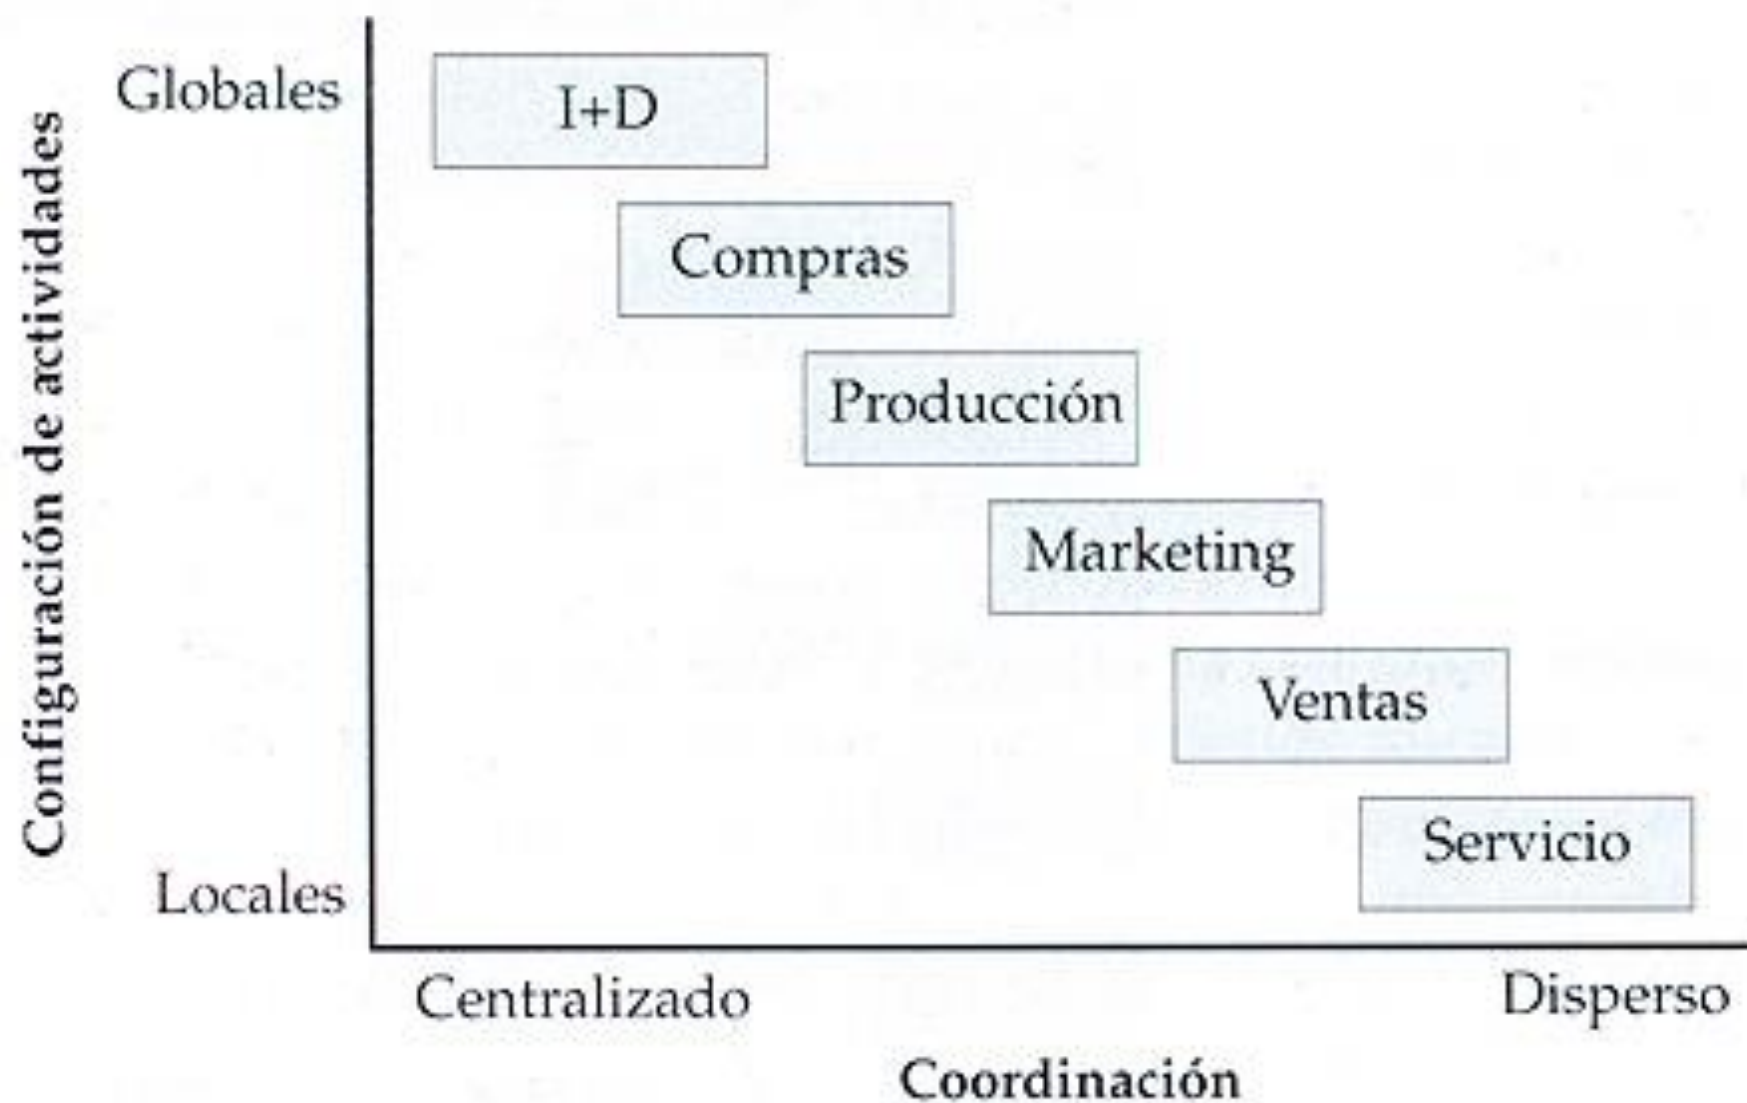 Configuración de actividades
Globales
I+D
Compras
Producción
Marketing
Ventas
Servicio
Locales
Centralizado
Disperso
Coordinación